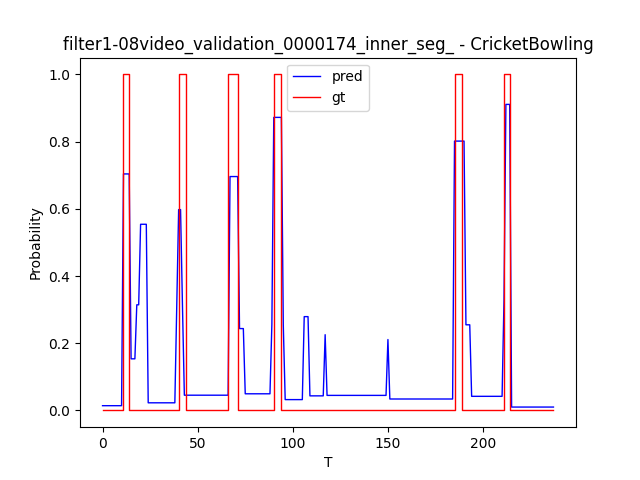 filter1-08video_validation_0000174_inner_seg_ - CricketBowling
pred
gt
1.0
0.8
0.6
0.4
0.2
0.0
Probability
0
50
100
150
200
T